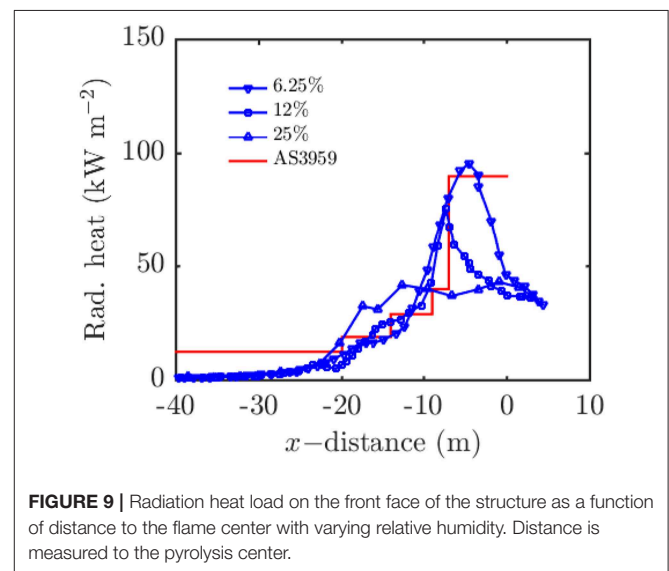 150
100
50
0
Rad. heat (kW m⁻²)
6.25%
12%
25%
AS3959
-40 -30 -20 -10 0 10
x−distance (m)
FIGURE 9 | Radiation heat load on the front face of the structure as a function
of distance to the flame center with varying relative humidity. Distance is
measured to the pyrolysis center.